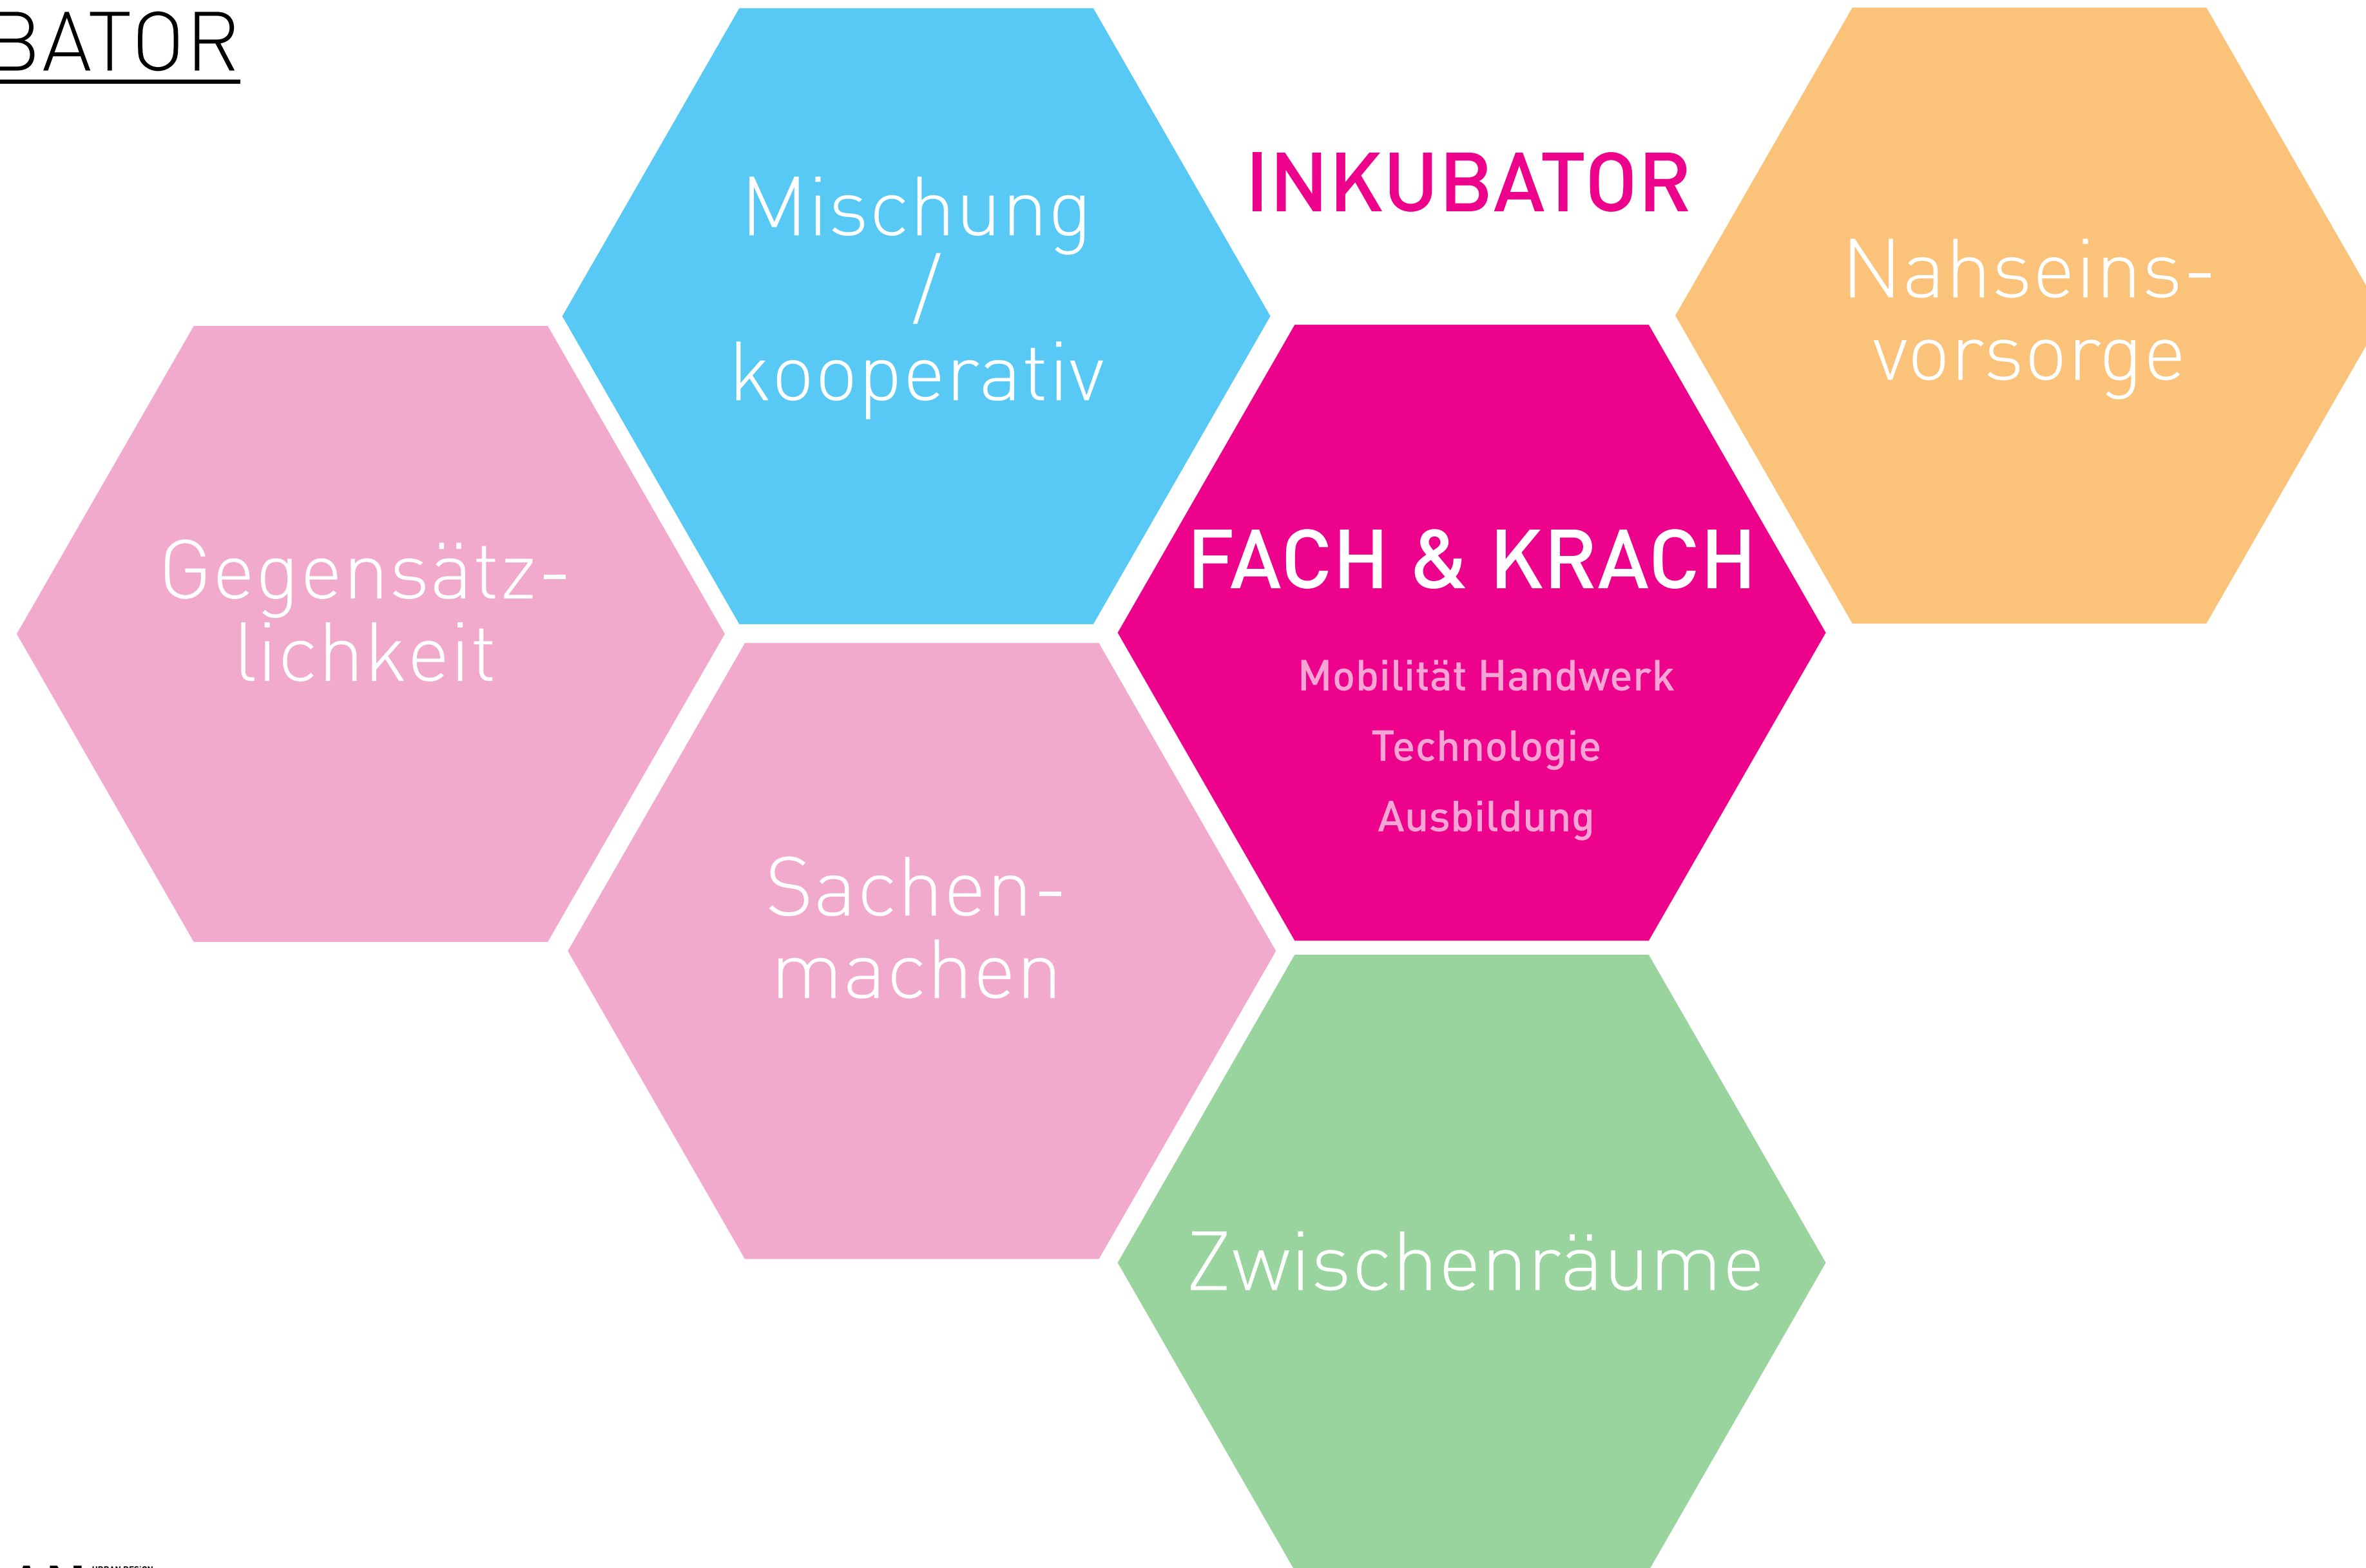 BATOR
INKUBATOR
Mischung
/
kooperativ
Nahseins-
vorsorge
Gegensätz-
lichkeit
FACH & KRACH
Mobilität Handwerk
Technologie
Ausbildung
Sachen-
machen
Zwischenräume